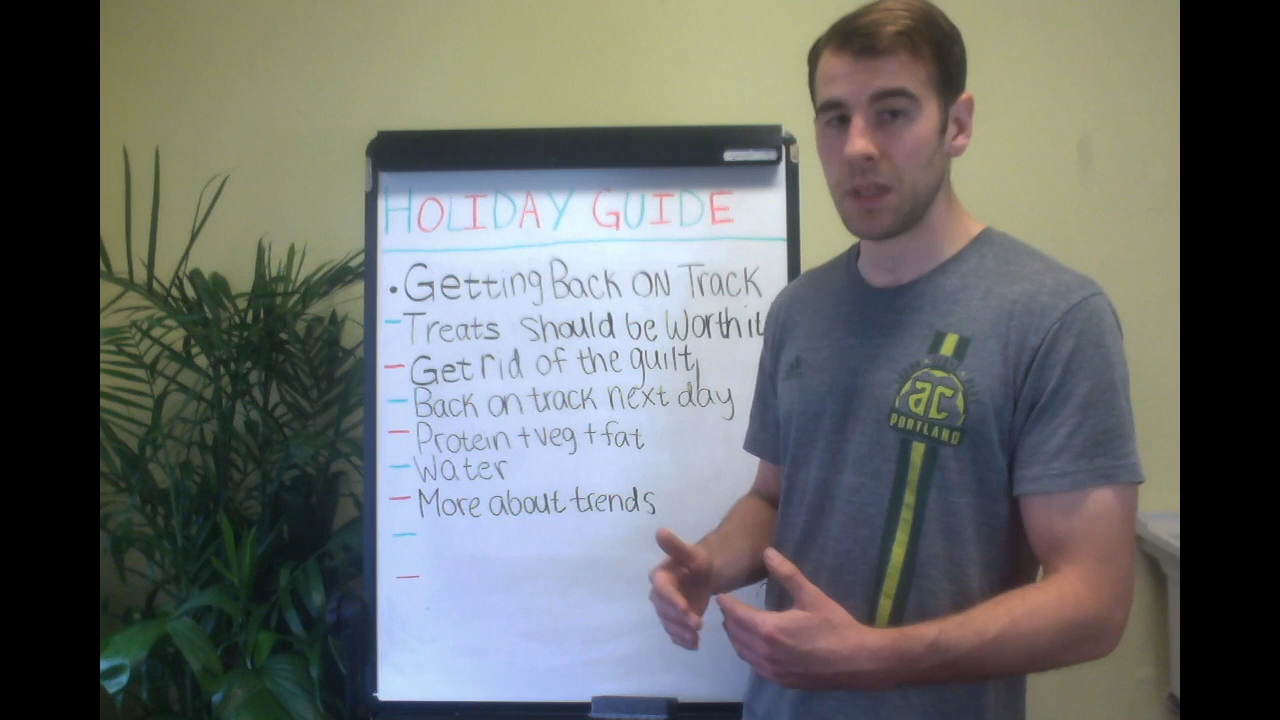 HOLIDAY GUIDE
• Getting Back on Track
- Treats should be Worth it
- Get rid of the guilt
- Back on track next day
- Protein + veg + fat
- Water
- More about trends
-
-
ac
PORTLAND